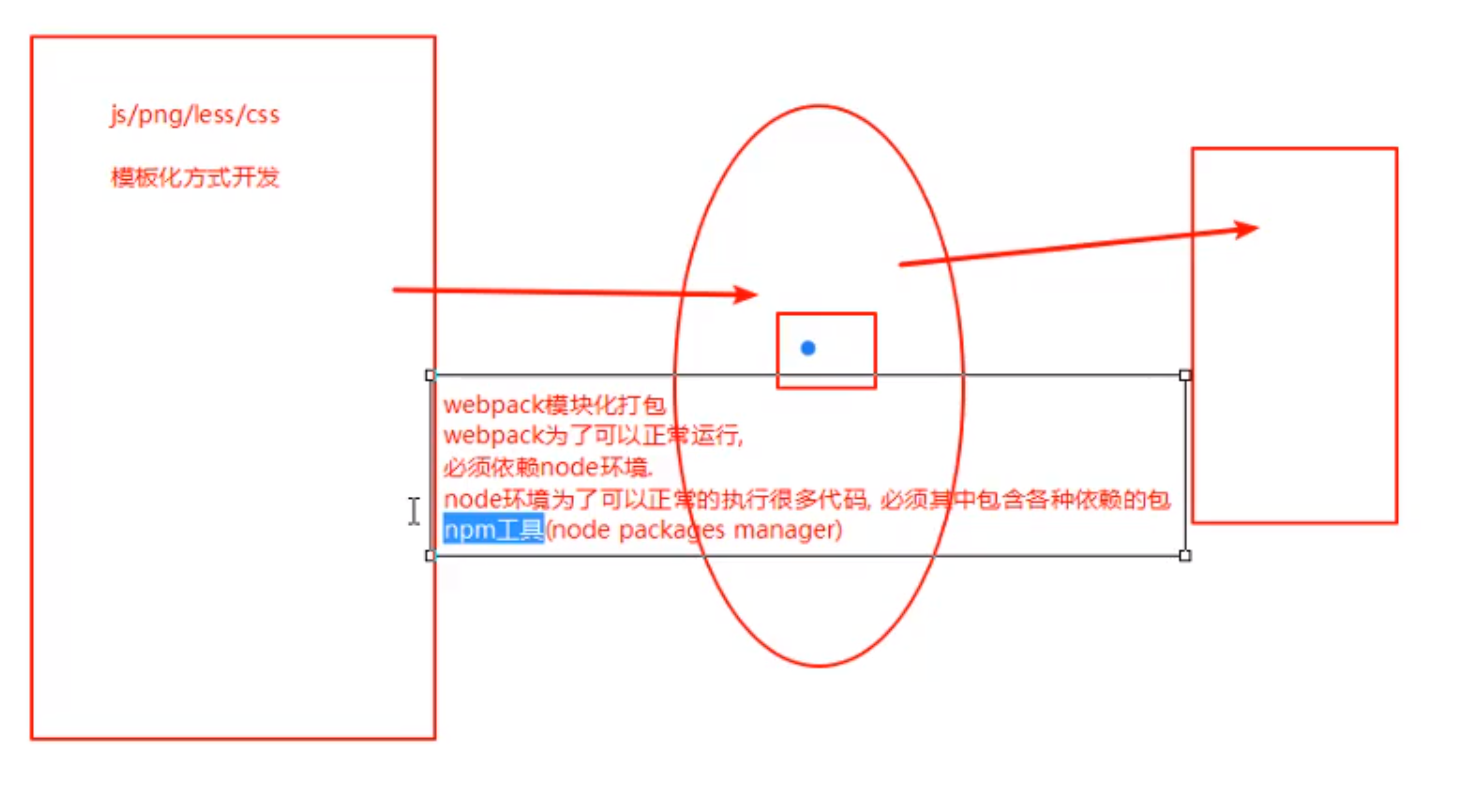 js/png/less/css
模板化方式开发
webpack模块化打包
webpack为了可以正常运行,
必须依赖node环境.
node环境为了可以正常的执行很多代码, 必须其中包含各种依赖的包
npm工具(node packages manager)